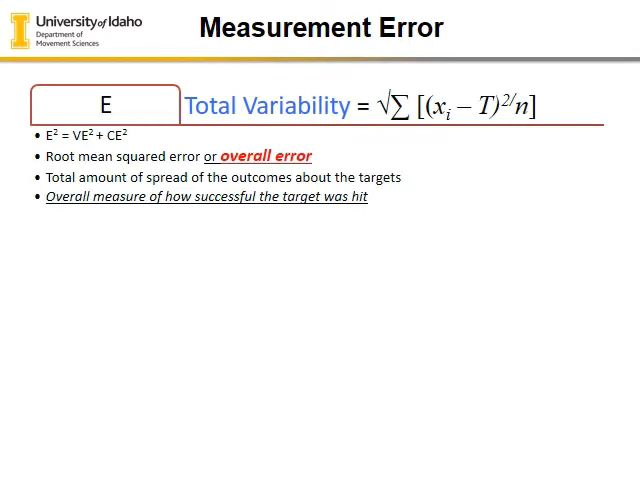 University of Idaho
Department of
Movement Sciences
Measurement Error
E
Total Variability = √∑ [(xᵢ – T)²/n]
• E² = VE² + CE²
• Root mean squared error or overall error
• Total amount of spread of the outcomes about the targets
• Overall measure of how successful the target was hit